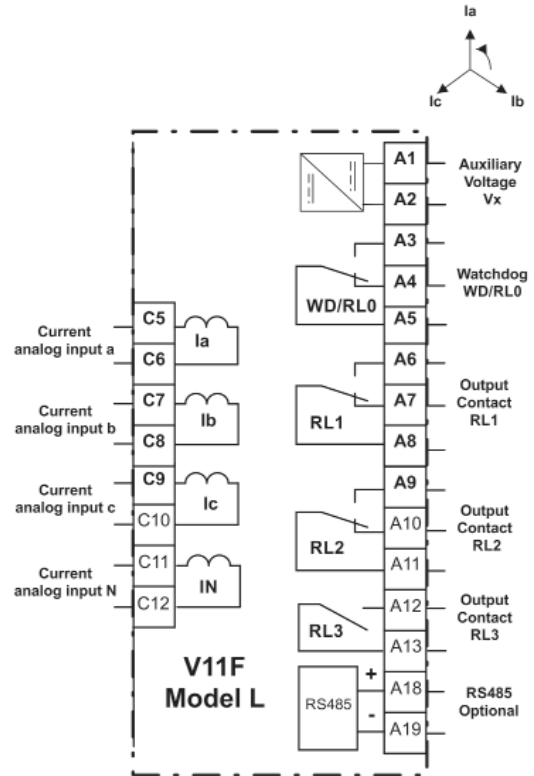 Ia
Ic
Ib
A1
A2
Auxiliary
Voltage
Vx
A3
A4
A5
WD/RL0
Watchdog
WD/RL0
Current
analog input a
C5
C6
Ia
A6
A7
A8
RL1
Output
Contact
RL1
Current
analog input b
C7
C8
Ib
Current
analog input c
C9
C10
Ic
A9
A10
A11
RL2
Output
Contact
RL2
Current
analog input N
C11
C12
IN
A12
A13
RL3
Output
Contact
RL3
V11F
Model L
RS485
+
-
A18
A19
RS485
Optional